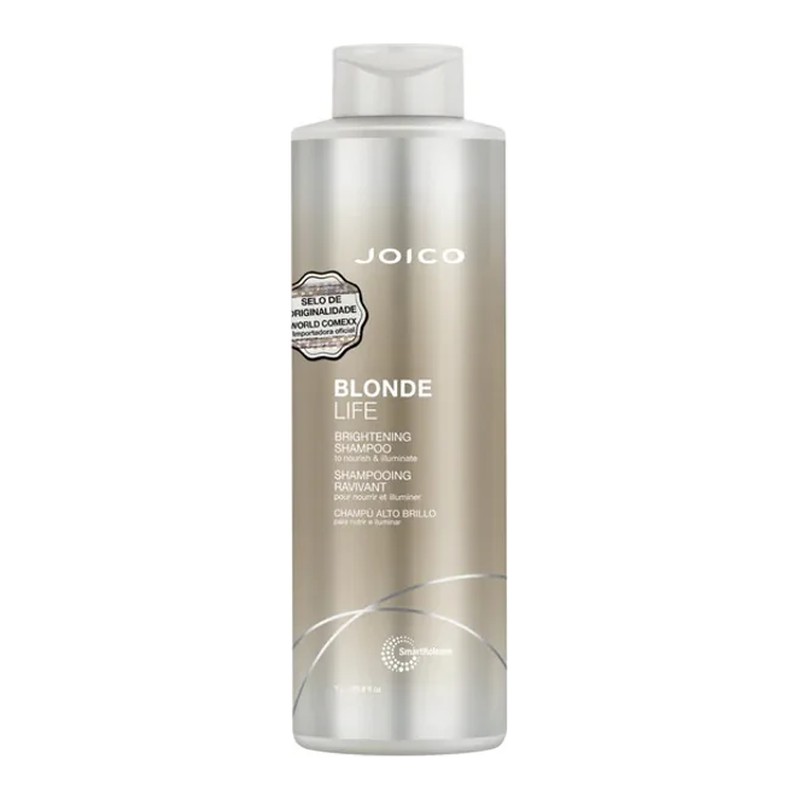 JOICO
SELO DE
ORIGINALIDADE
WORLD COMEXX
Importadora oficial
BLONDE
LIFE
BRIGHTENING
SHAMPOO
to nourish & illuminate
SHAMPOOING
RAVIVANT
pour nourrir et illuminer
CHAMPÚ ALTO BRILLO
para nutrir e iluminar
SmartRelease